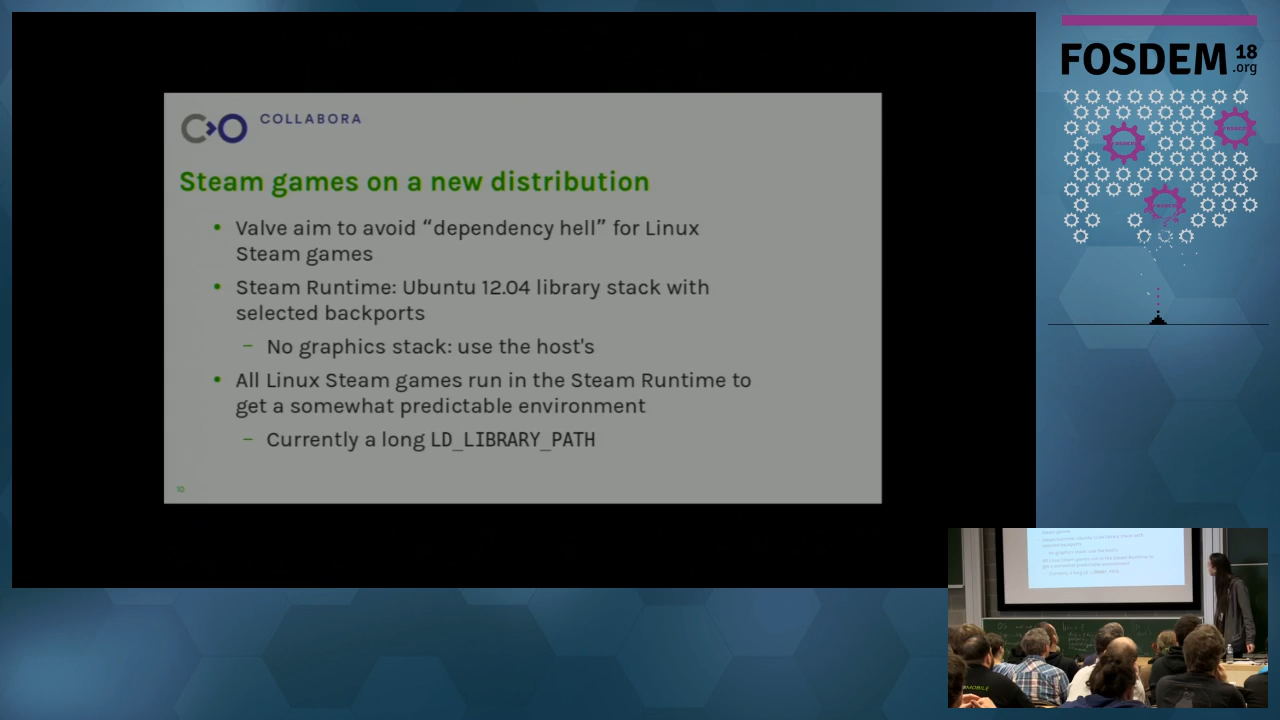 COLLABORA
Steam games on a new distribution
• Valve aim to avoid “dependency hell” for Linux
Steam games
• Steam Runtime: Ubuntu 12.04 library stack with
selected backports
– No graphics stack: use the host's
• All Linux Steam games run in the Steam Runtime to
get a somewhat predictable environment
– Currently a long LD_LIBRARY_PATH
10
FOSDEM 18
.org
MOBILE